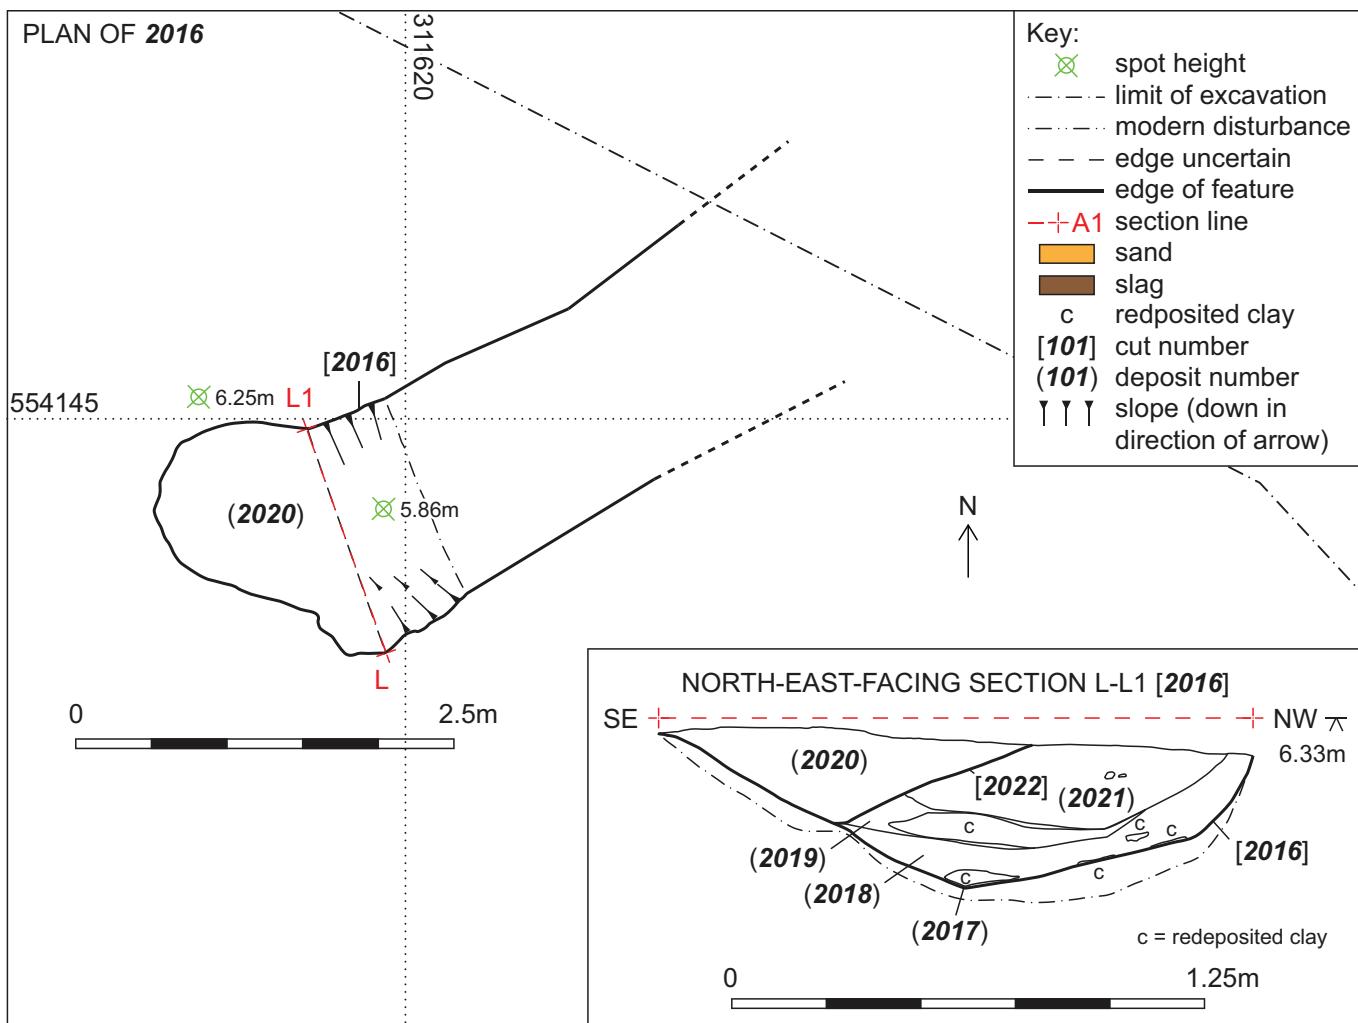 PLAN OF 2016
311620
554145
[2016]
6.25m
L1
(2020)
5.86m
L
N
0 2.5m
Key:
spot height
limit of excavation
modern disturbance
edge uncertain
edge of feature
A1 section line
sand
slag
c redposited clay
[101] cut number
(101) deposit number
slope (down in
direction of arrow)
NORTH-EAST-FACING SECTION L-L1 [2016]
SE NW
6.33m
(2020)
[2022]
(2021)
c
c
c
(2019)
[2016]
c
c
(2018)
(2017)
c = redeposited clay
0 1.25m